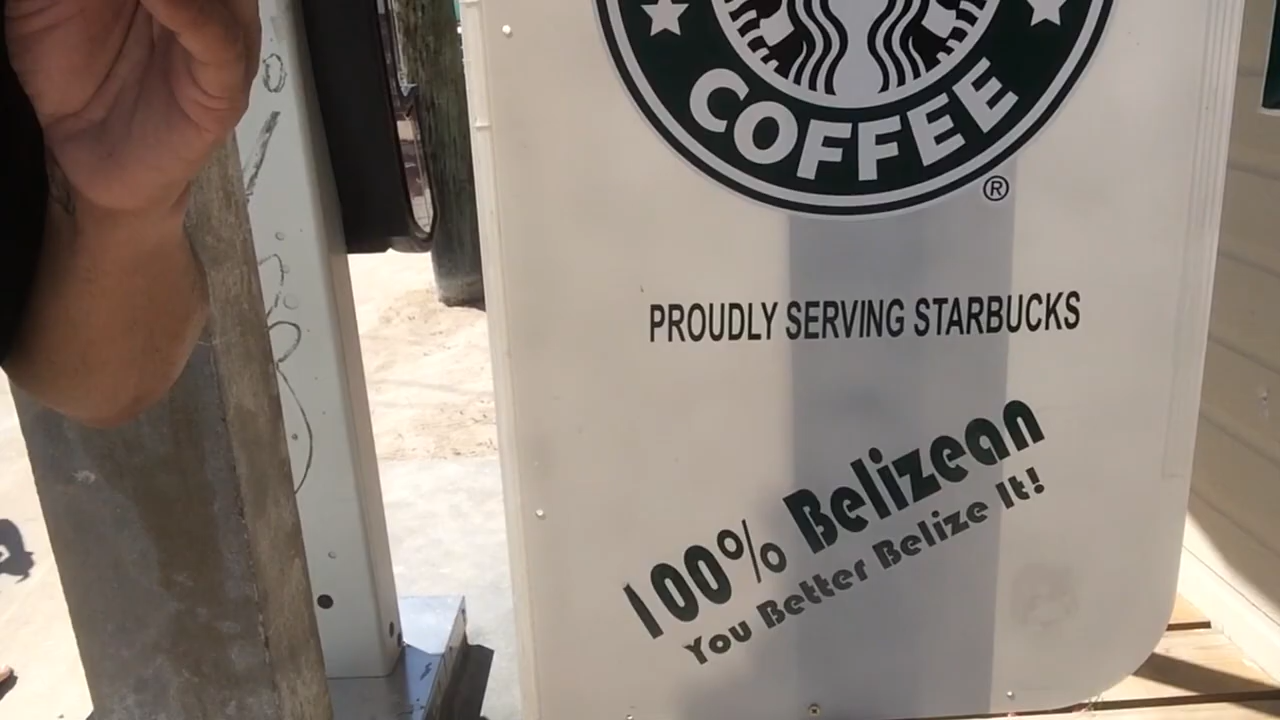 COFFEE
®
PROUDLY SERVING STARBUCKS
100% Belizean
You Better Belize It!